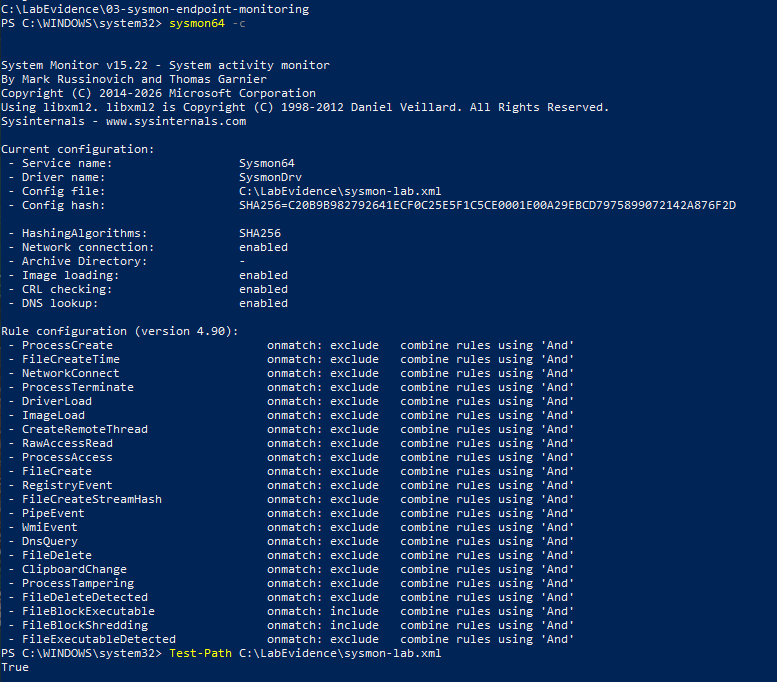 C:\LabEvidence\03-sysmon-endpoint-monitoring
PS C:\WINDOWS\system32> sysmon64 -c
System Monitor v15.22 - System activity monitor
By Mark Russinovich and Thomas Garnier
Copyright (C) 2014-2026 Microsoft Corporation
Using libxml2. libxml2 is Copyright (C) 1998-2012 Daniel Veillard. All Rights Reserved.
Sysinternals - www.sysinternals.com
Current configuration:
 - Service name:                  Sysmon64
 - Driver name:                   SysmonDrv
 - Config file:                   C:\LabEvidence\sysmon-lab.xml
 - Config hash:                   SHA256=C20B9B982792641ECF0C25E5F1C5CE0001E00A29EBCD7975899072142A876F2D
 - HashingAlgorithms:             SHA256
 - Network connection:            enabled
 - Archive Directory:             -
 - Image loading:                 enabled
 - CRL checking:                  enabled
 - DNS lookup:                    enabled
Rule configuration (version 4.90):
 - ProcessCreate                      onmatch: exclude   combine rules using 'And'
 - FileCreateTime                     onmatch: exclude   combine rules using 'And'
 - NetworkConnect                     onmatch: exclude   combine rules using 'And'
 - ProcessTerminate                   onmatch: exclude   combine rules using 'And'
 - DriverLoad                         onmatch: exclude   combine rules using 'And'
 - ImageLoad                          onmatch: exclude   combine rules using 'And'
 - CreateRemoteThread                 onmatch: exclude   combine rules using 'And'
 - RawAccessRead                      onmatch: exclude   combine rules using 'And'
 - ProcessAccess                      onmatch: exclude   combine rules using 'And'
 - FileCreate                         onmatch: exclude   combine rules using 'And'
 - RegistryEvent                      onmatch: exclude   combine rules using 'And'
 - FileCreateStreamHash               onmatch: exclude   combine rules using 'And'
 - PipeEvent                          onmatch: exclude   combine rules using 'And'
 - WmiEvent                           onmatch: exclude   combine rules using 'And'
 - DnsQuery                           onmatch: exclude   combine rules using 'And'
 - FileDelete                         onmatch: exclude   combine rules using 'And'
 - ClipboardChange                    onmatch: exclude   combine rules using 'And'
 - ProcessTampering                   onmatch: exclude   combine rules using 'And'
 - FileDeleteDetected                 onmatch: exclude   combine rules using 'And'
 - FileBlockExecutable                onmatch: include   combine rules using 'And'
 - FileBlockShredding                 onmatch: include   combine rules using 'And'
 - FileExecutableDetected             onmatch: exclude   combine rules using 'And'
PS C:\WINDOWS\system32> Test-Path C:\LabEvidence\sysmon-lab.xml
True